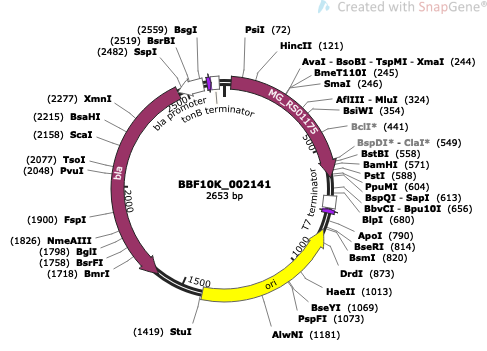 Created with SnapGene®
(2559) BsgI
(2519) BsrBI
(2482) SspI
PsiI (72)
HincII (121)
AvaI - BsoBI - TspMI - XmaI (244)
BmeT110I (245)
SmaI (246)
AflIII - MluI (324)
BsiWI (354)
BclI* (441)
BspDI* - ClaI* (549)
BstBI (558)
BamHI (571)
PstI (588)
PpuMI (604)
BspQI - SapI (613)
BbvCI - Bpu10I (656)
BlpI (680)
ApoI (790)
BseRI (814)
BsmI (820)
DrdI (873)
HaeII (1013)
BseYI (1069)
PspFI (1073)
AlwNI (1181)
(1419) StuI
(1718) BmrI
(1758) BsrFI
(1798) BglI
(1826) NmeAIII
(1900) FspI
(2048) PvuI
(2077) TsoI
(2158) ScaI
(2215) BsaHI
(2277) XmnI
bla promoter
tonB terminator
MG_RS01175
T7 terminator
ori
bla
500
1000
1500
2000
2500
BBF10K_002141
2653 bp